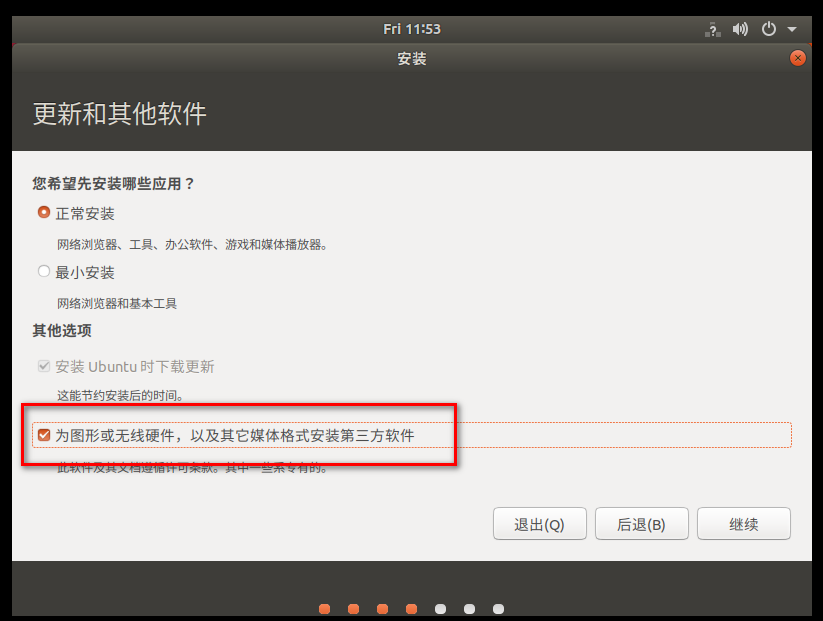 Fri 11:53
安装
更新和其他软件
您希望先安装哪些应用？
正常安装
网络浏览器、工具、办公软件、游戏和媒体播放器。
最小安装
网络浏览器和基本工具
其他选项
安装 Ubuntu 时下载更新
这能节约安装后的时间。
为图形或无线硬件，以及其它媒体格式安装第三方软件
此软件及其文档遵循许可条款。其中一些系专有的。
退出(Q)
后退(B)
继续